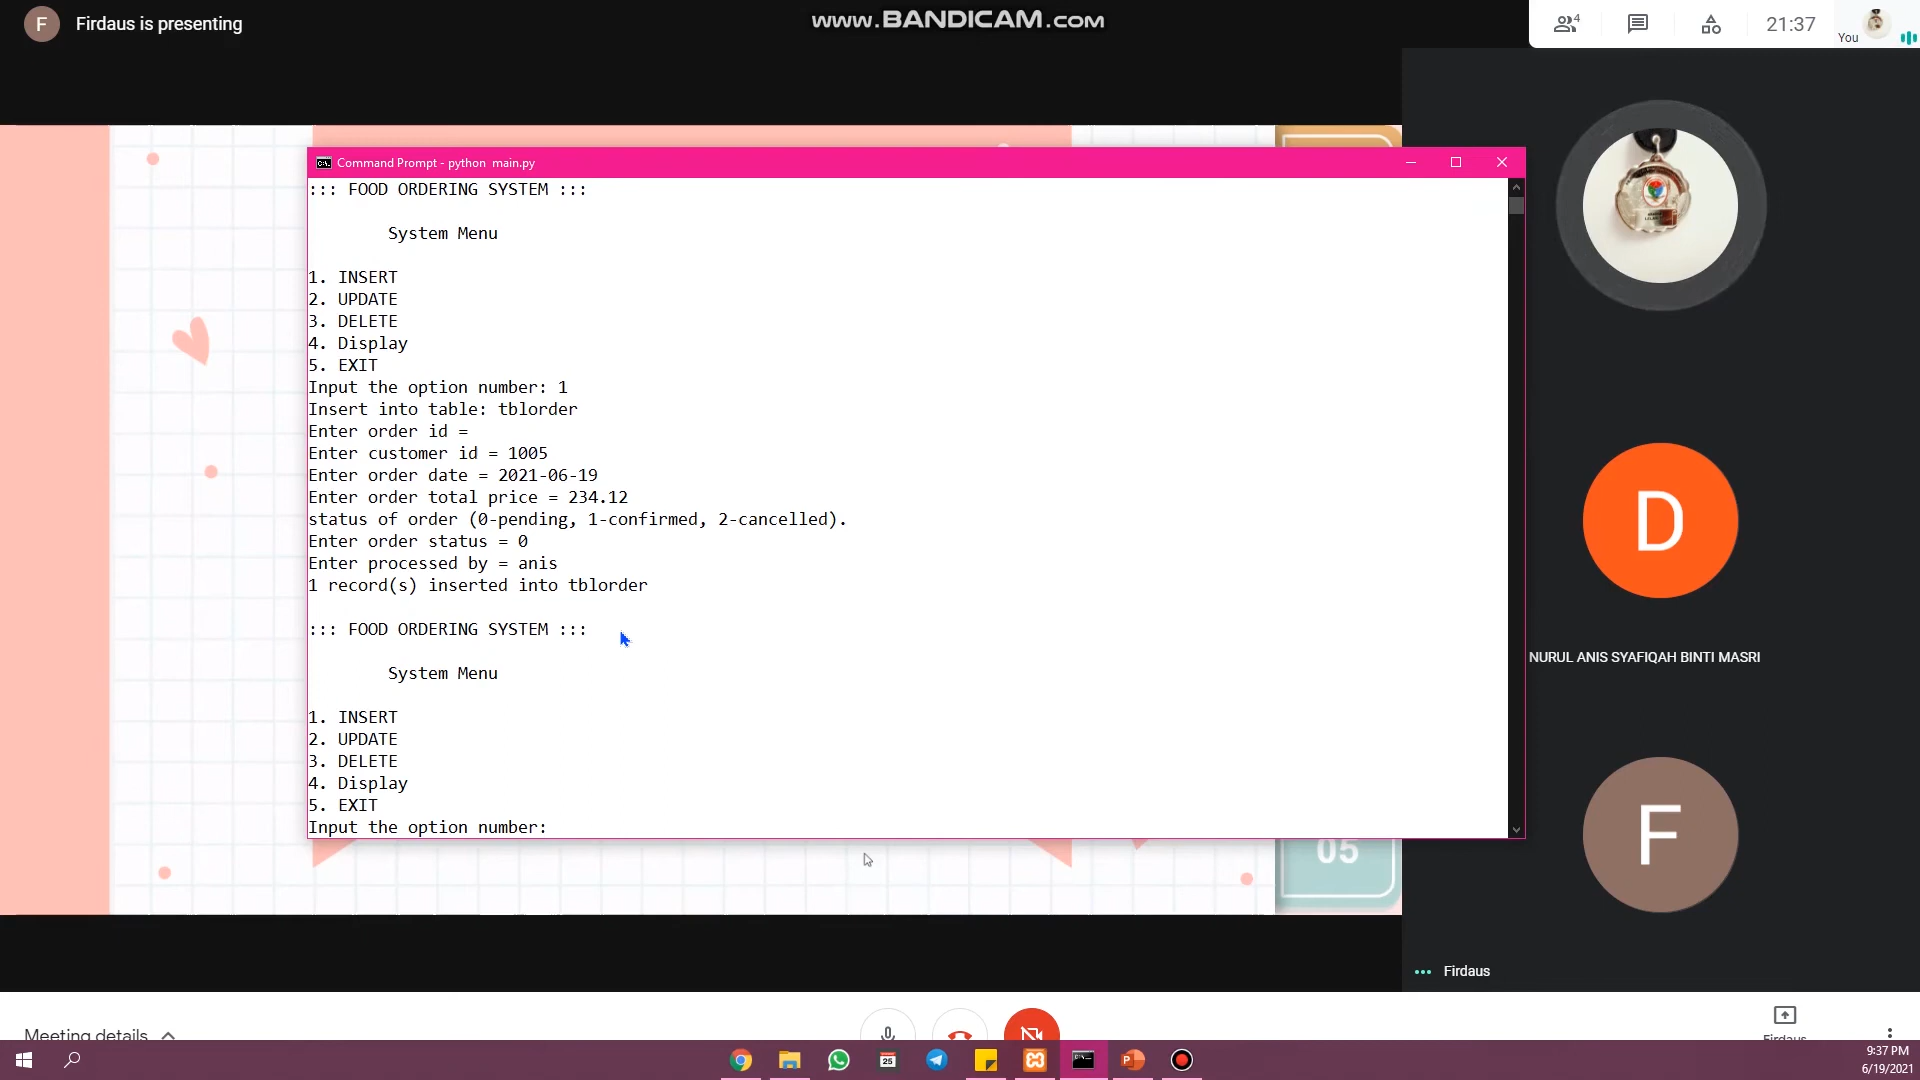 F
Firdaus is presenting
www.BANDICAM.com
4
21:37
You
Command Prompt - python  main.py
::: FOOD ORDERING SYSTEM :::
System Menu
1. INSERT
2. UPDATE
3. DELETE
4. Display
5. EXIT
Input the option number: 1
Insert into table: tblorder
Enter order id =
Enter customer id = 1005
Enter order date = 2021-06-19
Enter order total price = 234.12
status of order (0-pending, 1-confirmed, 2-cancelled).
Enter order status = 0
Enter processed by = anis
1 record(s) inserted into tblorder
::: FOOD ORDERING SYSTEM :::
System Menu
1. INSERT
2. UPDATE
3. DELETE
4. Display
5. EXIT
Input the option number:
05
D
NURUL ANIS SYAFIQAH BINTI MASRI
F
Firdaus
Meeting details
Firdaus
25
P
9:37 PM
6/19/2021